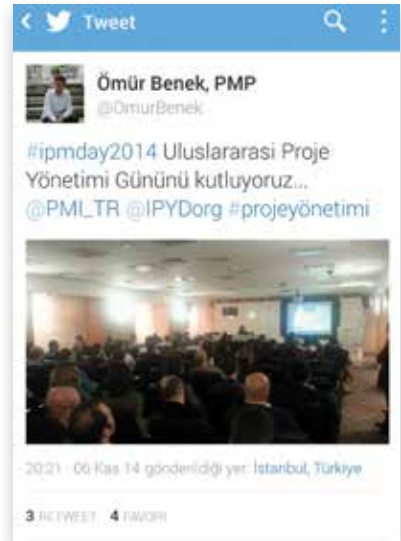 Tweet
Ömür Benek, PMP
@OmurBenek
#ipmday2014 Uluslararasi Proje
Yönetimi Gününü kutluyoruz...
@PMI_TR @IPYDorg #projeyönetimi
20:21 · 06 Kas 14 gönderildiği yer: İstanbul, Türkiye
3 RETWEET 4 FAVORİ